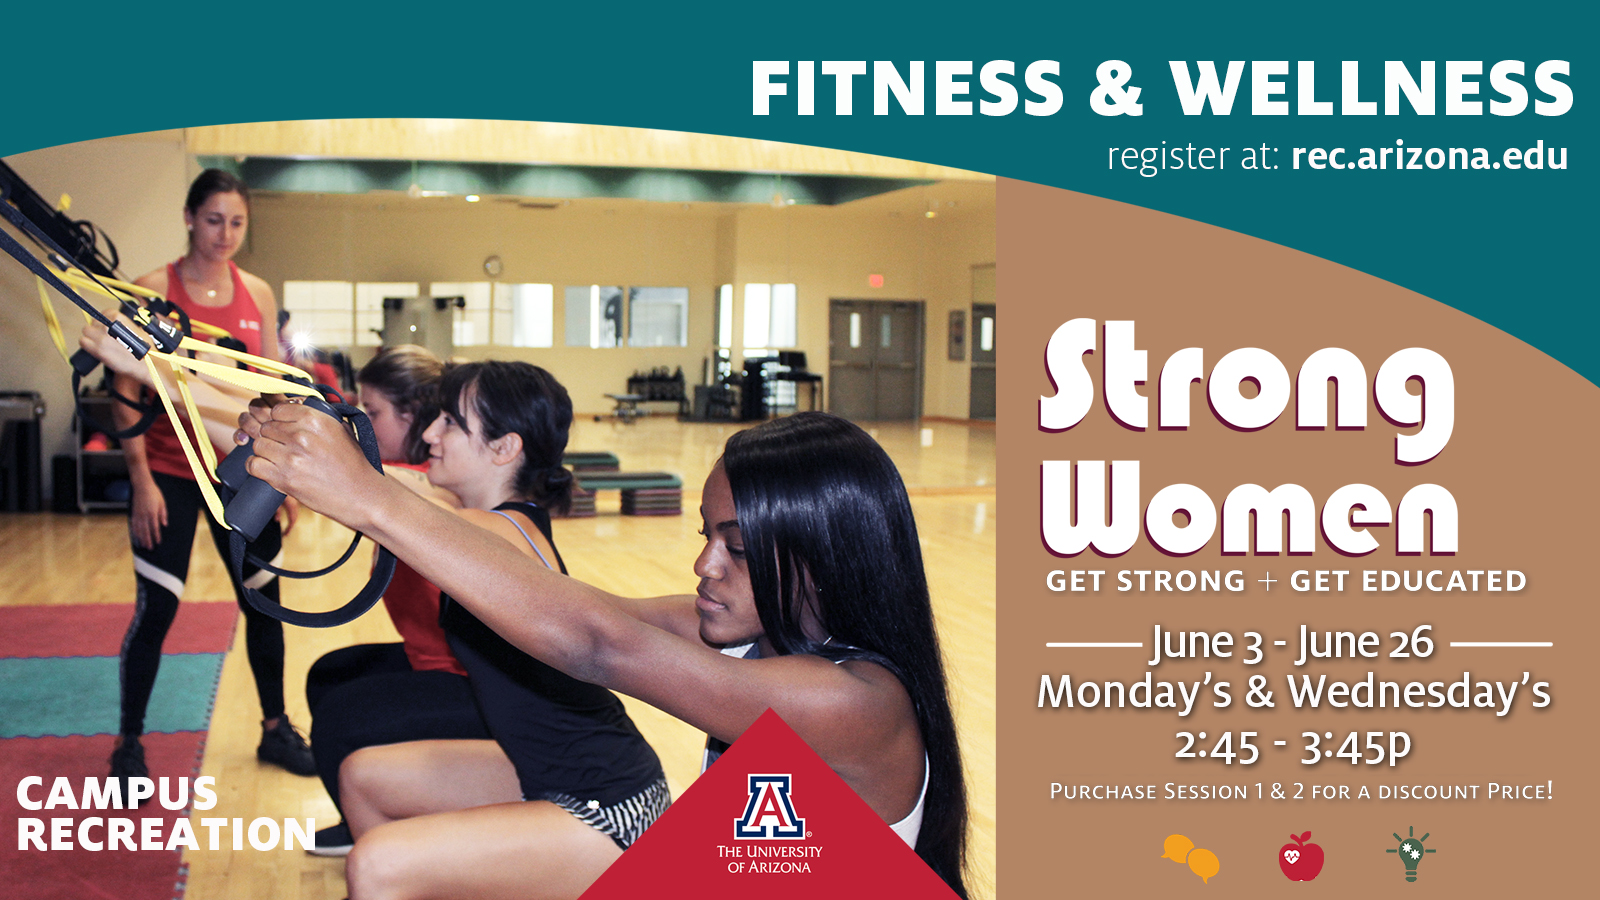 FITNESS & WELLNESS
register at: rec.arizona.edu
Strong
Women
GET STRONG + GET EDUCATED
June 3 - June 26
Monday's & Wednesday's
2:45 - 3:45p
PURCHASE SESSION 1 & 2 FOR A DISCOUNT PRICE!
CAMPUS
RECREATION
A
THE UNIVERSITY
OF ARIZONA